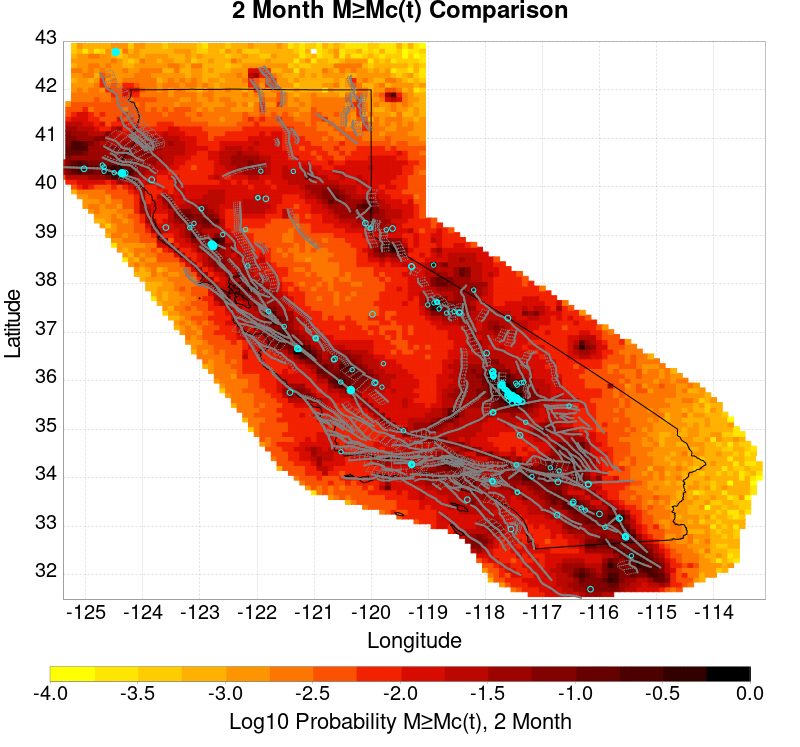 2 Month M≥Mc(t) Comparison
43
42
41
40
39
38
37
36
35
34
33
32
Latitude
-125 -124 -123 -122 -121 -120 -119 -118 -117 -116 -115 -114
Longitude
-4.0 -3.5 -3.0 -2.5 -2.0 -1.5 -1.0 -0.5 0.0
Log10 Probability M≥Mc(t), 2 Month